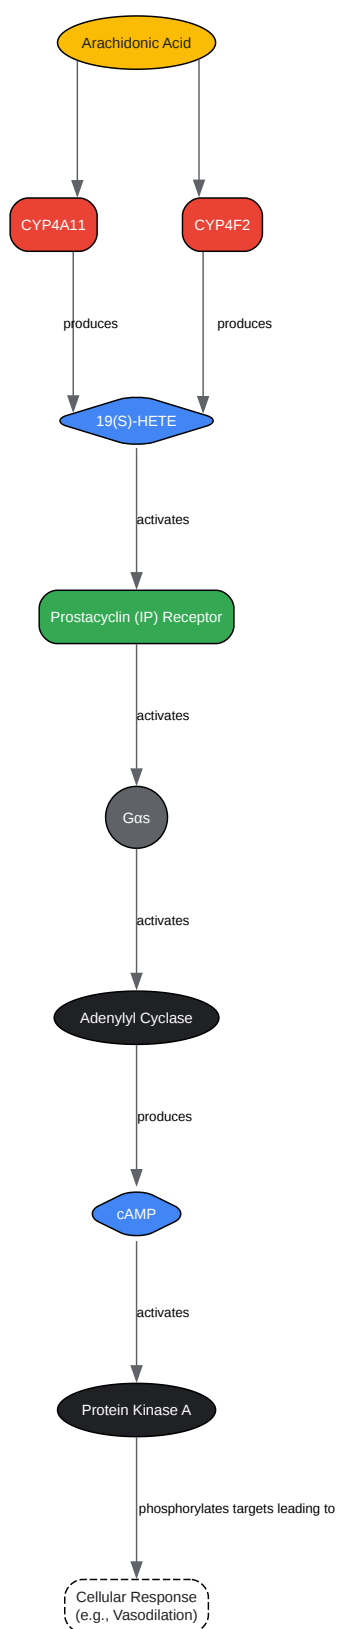 Arachidonic Acid
CYP4A11
CYP4F2
produces
produces
19(S)-HETE
activates
Prostacyclin (IP) Receptor
activates
Gαs
activates
Adenylyl Cyclase
produces
cAMP
activates
Protein Kinase A
phosphorylates targets leading to
Cellular Response
(e.g., Vasodilation)